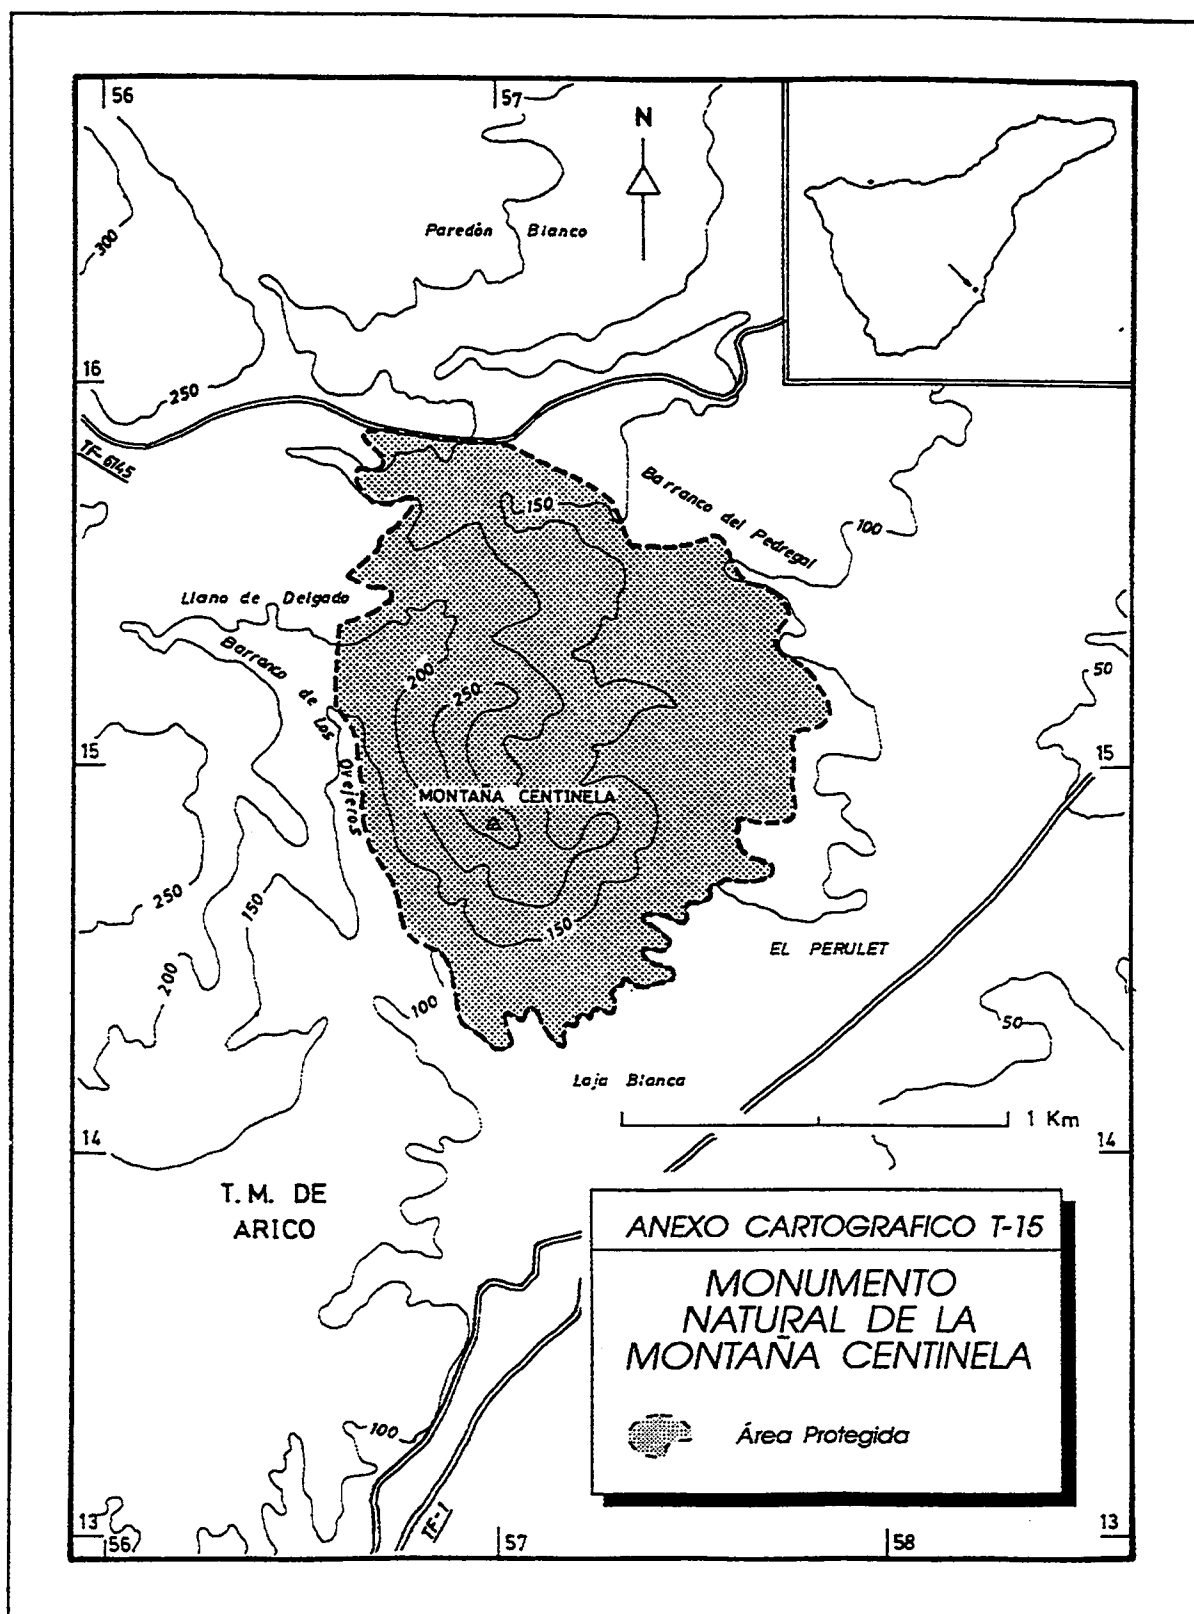 56
57
N
Paredón Blanco
300
16
250
TF-6145
150
Barranco del Pedregal
100
Llano de Delgado
Barranco de Los Ovejeros
200
250
50
15
15
MONTAÑA CENTINELA
250
150
150
200
100
EL PERULET
50
Laja Blanca
1 Km
14
14
T.M. DE
ARICO
ANEXO CARTOGRAFICO T-15
MONUMENTO
NATURAL DE LA
MONTAÑA CENTINELA
Área Protegida
100
TF-1
13
56
57
58
13